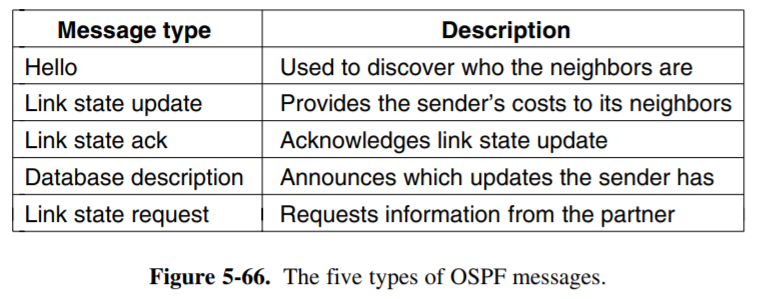 Message type Description
Hello Used to discover who the neighbors are
Link state update Provides the sender's costs to its neighbors
Link state ack Acknowledges link state update
Database description Announces which updates the sender has
Link state request Requests information from the partner
Figure 5-66. The five types of OSPF messages.